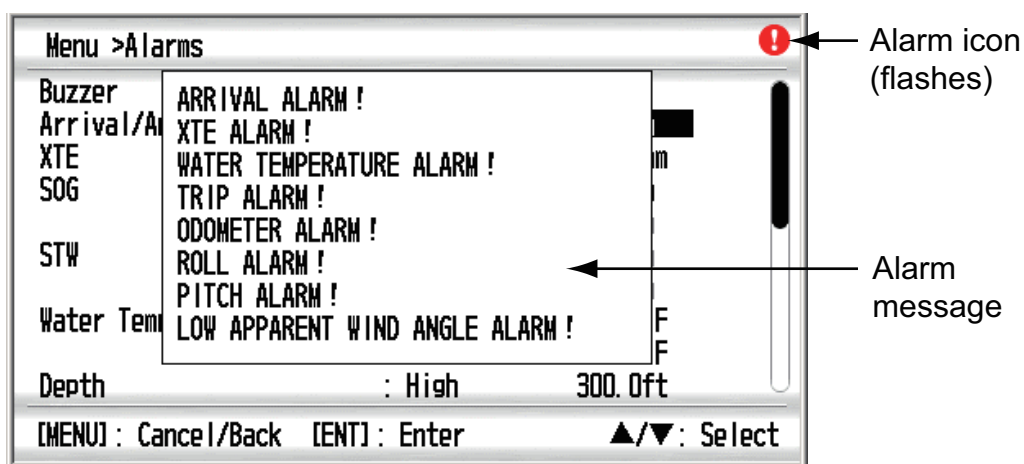 Menu >Alarms
Alarm icon
(flashes)
Buzzer
Arrival/A
XTE
SOG
STW
Water Tem
ARRIVAL ALARM !
XTE ALARM !
WATER TEMPERATURE ALARM !
TRIP ALARM !
ODOMETER ALARM !
ROLL ALARM !
PITCH ALARM !
LOW APPARENT WIND ANGLE ALARM !
m
F
F
Alarm
message
Depth : High 300.0ft
[MENU] : Cancel/Back [ENT] : Enter ▲/▼: Select